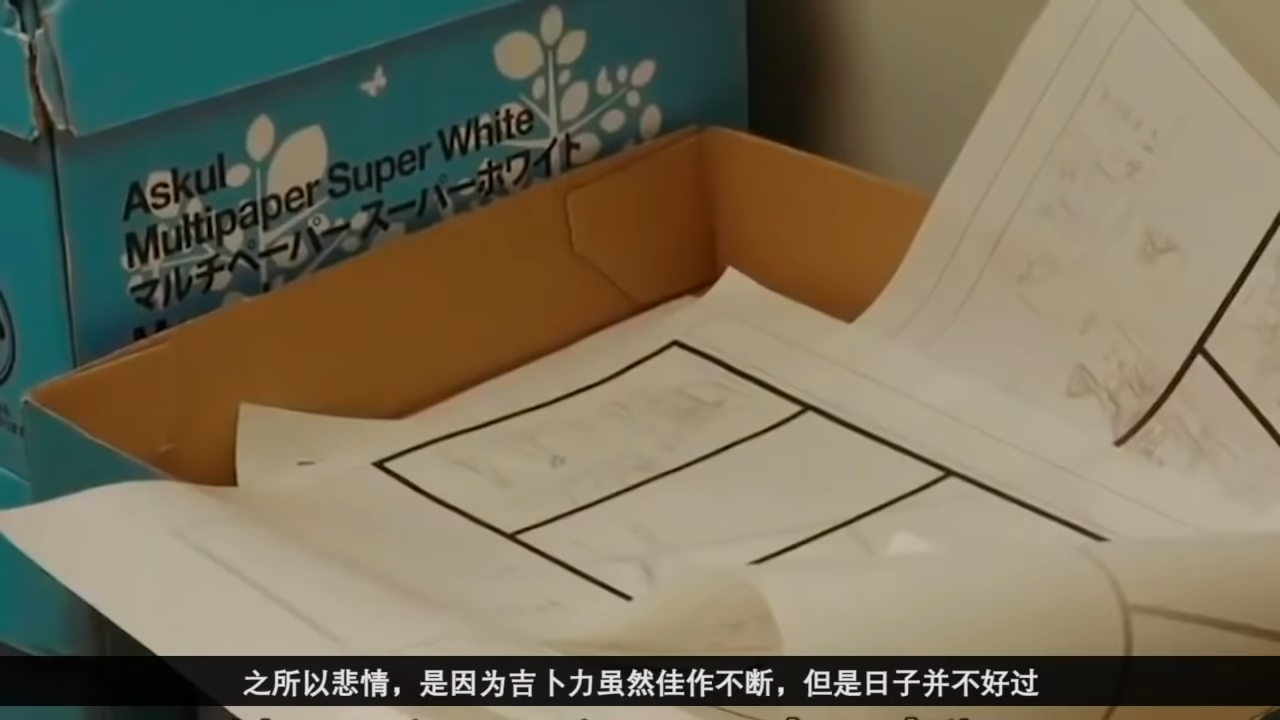 Askul
Multipaper Super White
マルチペーパー スーパーホワイト
之所以悲情，是因为吉卜力虽然佳作不断，但是日子并不好过